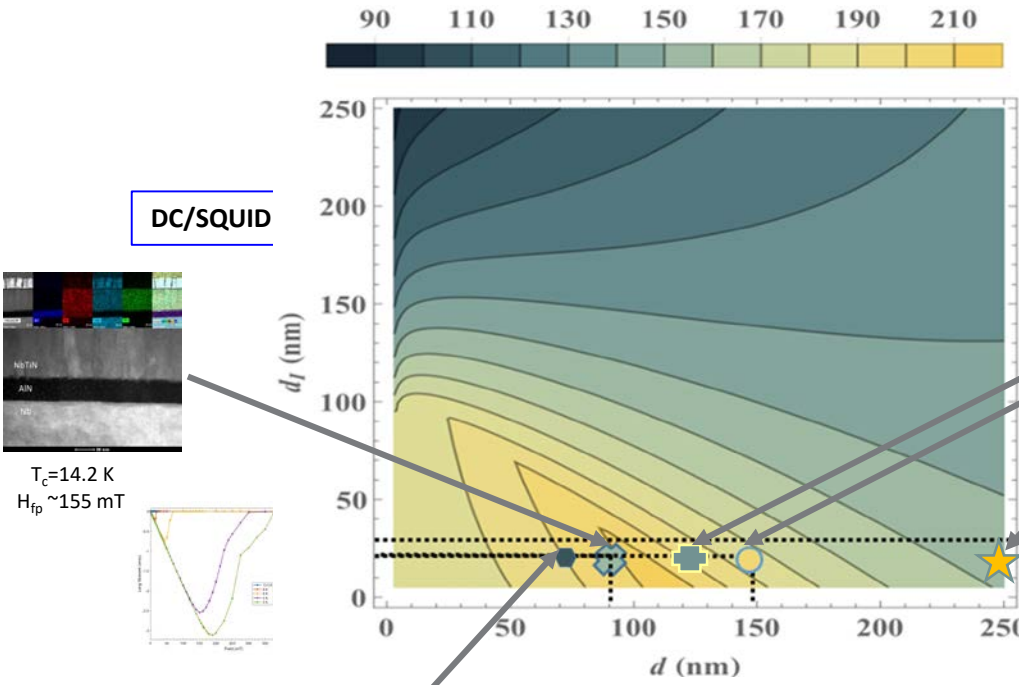 90 110 130 150 170 190 210
250
200
150
100
50
0
d_I (nm)
0 50 100 150 200 250
d (nm)
DC/SQUID
NbTiN
AlN
Nb
T_c=14.2 K
H_fp ~155 mT